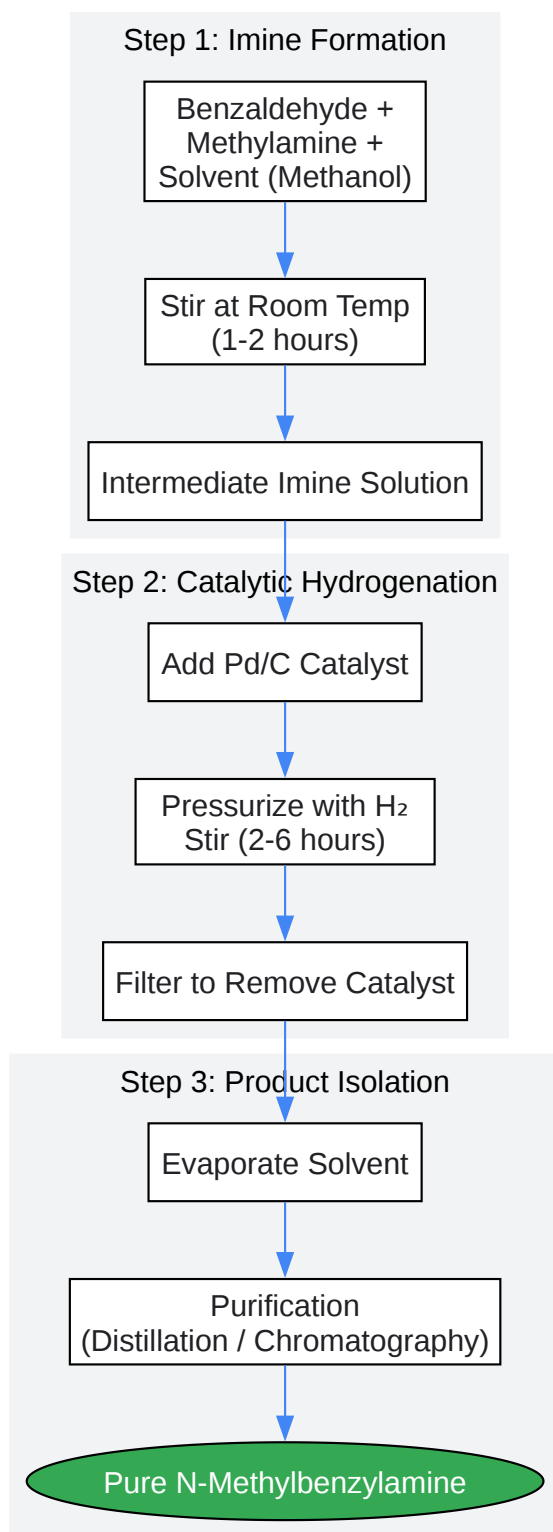 Step 1: Imine Formation
Benzaldehyde +
Methylamine +
Solvent (Methanol)
Stir at Room Temp
(1-2 hours)
Intermediate Imine Solution
Step 2: Catalytic Hydrogenation
Add Pd/C Catalyst
Pressurize with H₂
Stir (2-6 hours)
Filter to Remove Catalyst
Step 3: Product Isolation
Evaporate Solvent
Purification
(Distillation / Chromatography)
Pure N-Methylbenzylamine